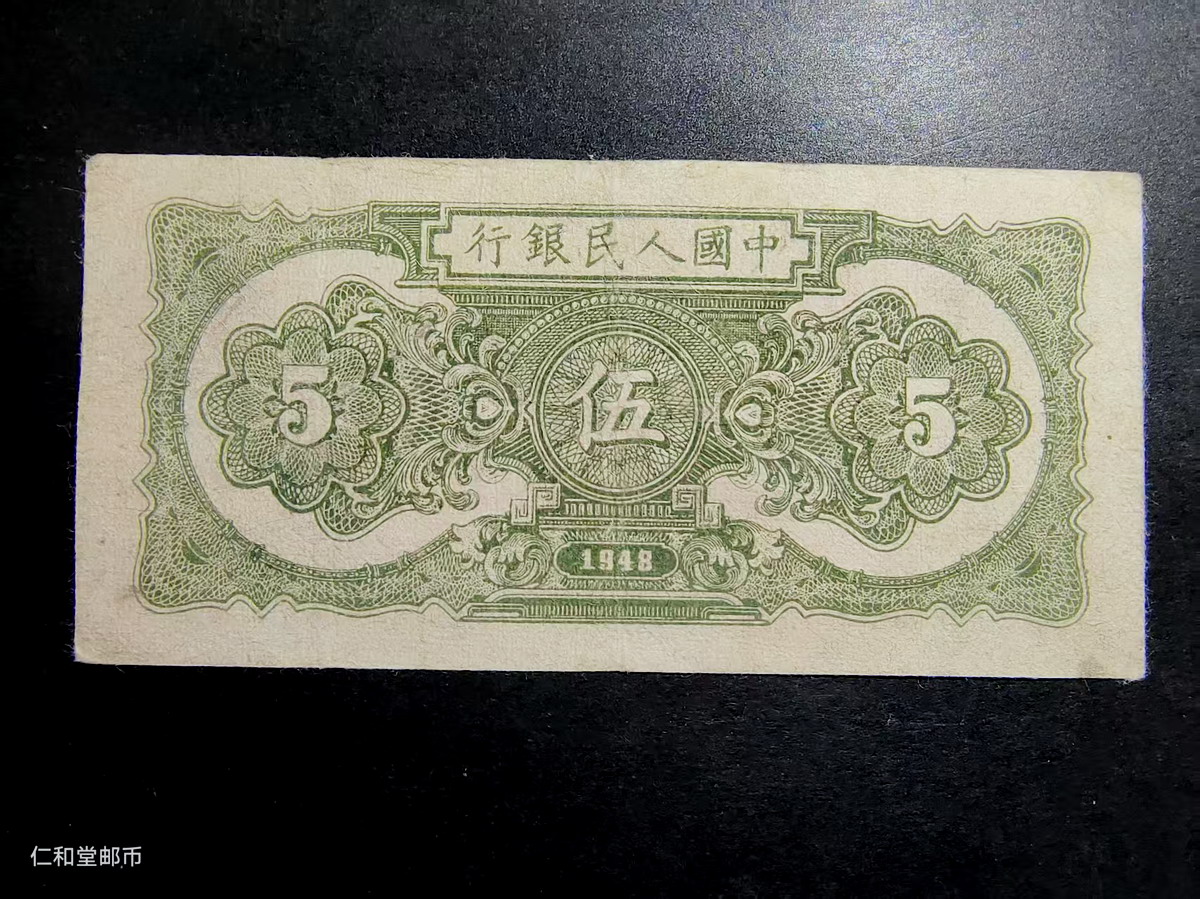 行銀民人國中
5 伍 5
1948
仁和堂邮币